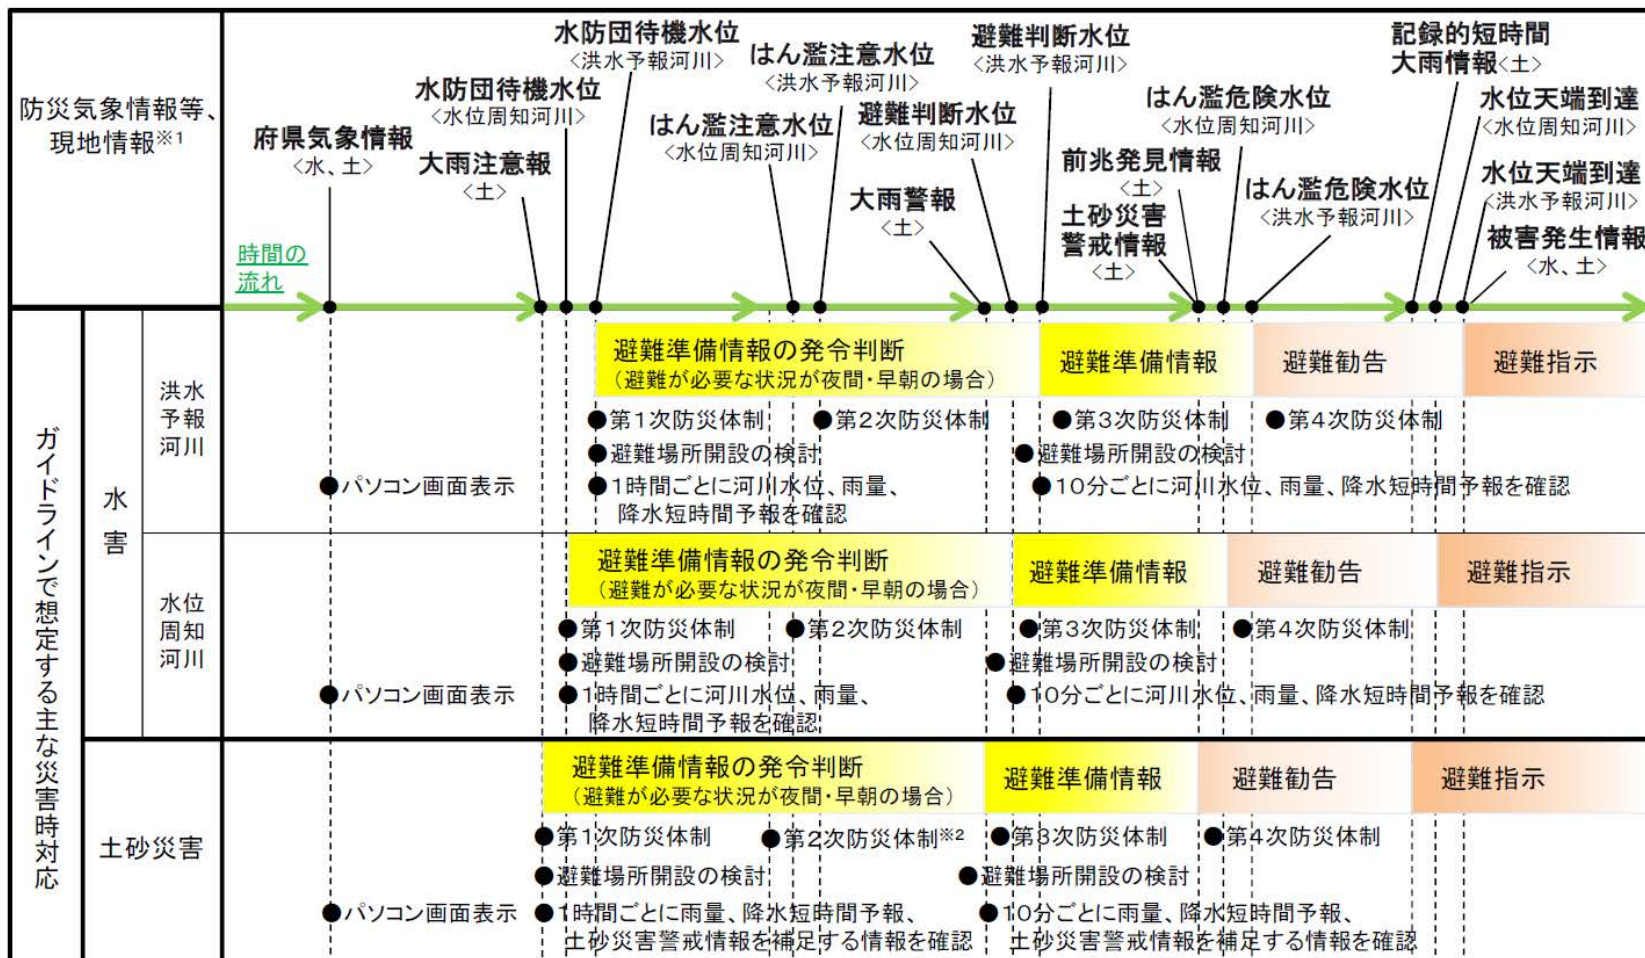 防災気象情報等、
現地情報※1
府県気象情報
<水、土>
大雨注意報
<土>
水防団待機水位
<水位周知河川>
水防団待機水位
<洪水予報河川>
はん濫注意水位
<水位周知河川>
はん濫注意水位
<洪水予報河川>
大雨警報
<土>
避難判断水位
<水位周知河川>
避難判断水位
<洪水予報河川>
前兆発見情報
<土>
土砂災害
警戒情報
<土>
はん濫危険水位
<水位周知河川>
はん濫危険水位
<洪水予報河川>
記録的短時間
大雨情報<土>
水位天端到達
<水位周知河川>
水位天端到達
<洪水予報河川>
被害発生情報
<水、土>
時間の
流れ
ガイドラインで想定する主な災害時対応
水害
洪水
予報
河川
避難準備情報の発令判断
(避難が必要な状況が夜間・早朝の場合)
避難準備情報
避難勧告
避難指示
●第1次防災体制
●第2次防災体制
●第3次防災体制
●第4次防災体制
●避難場所開設の検討
●避難場所開設の検討
●パソコン画面表示
●1時間ごとに河川水位、雨量、
降水短時間予報を確認
●10分ごとに河川水位、雨量、降水短時間予報を確認
水位
周知
河川
避難準備情報の発令判断
(避難が必要な状況が夜間・早朝の場合)
避難準備情報
避難勧告
避難指示
●第1次防災体制
●第2次防災体制
●第3次防災体制
●第4次防災体制
●避難場所開設の検討
●避難場所開設の検討
●パソコン画面表示
●1時間ごとに河川水位、雨量、
降水短時間予報を確認
●10分ごとに河川水位、雨量、降水短時間予報を確認
土砂災害
避難準備情報の発令判断
(避難が必要な状況が夜間・早朝の場合)
避難準備情報
避難勧告
避難指示
●第1次防災体制
●第2次防災体制※2
●第3次防災体制
●第4次防災体制
●避難場所開設の検討
●避難場所開設の検討
●パソコン画面表示
●1時間ごとに雨量、降水短時間予報、
土砂災害警戒情報を補足する情報を確認
●10分ごとに雨量、降水短時間予報、
土砂災害警戒情報を補足する情報を確認